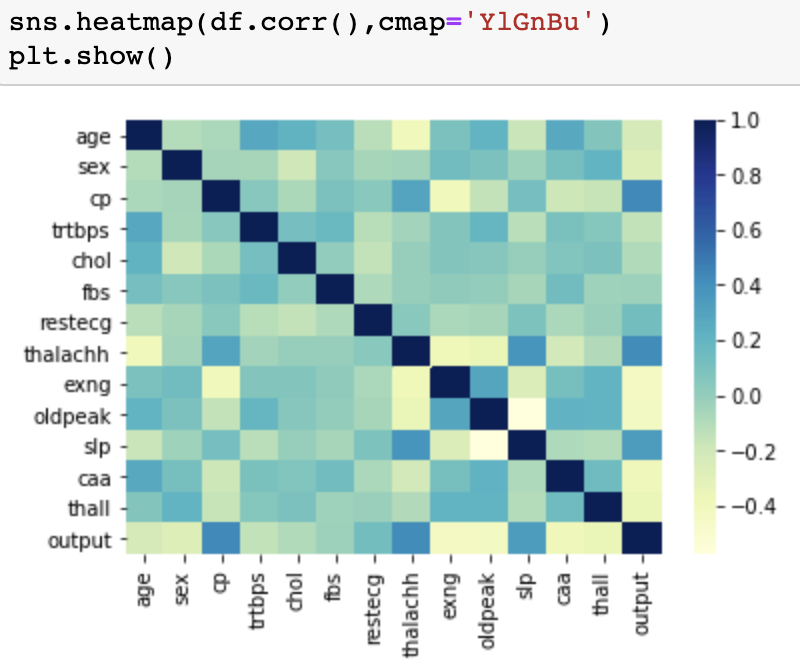 sns.heatmap(df.corr(),cmap='YlGnBu')
plt.show()
age
sex
cp
trtbps
chol
fbs
restecg
thalachh
exng
oldpeak
slp
caa
thall
output
1.0
0.8
0.6
0.4
0.2
0.0
−0.2
−0.4
age
sex
cp
trtbps
chol
fbs
restecg
thalachh
exng
oldpeak
slp
caa
thall
output